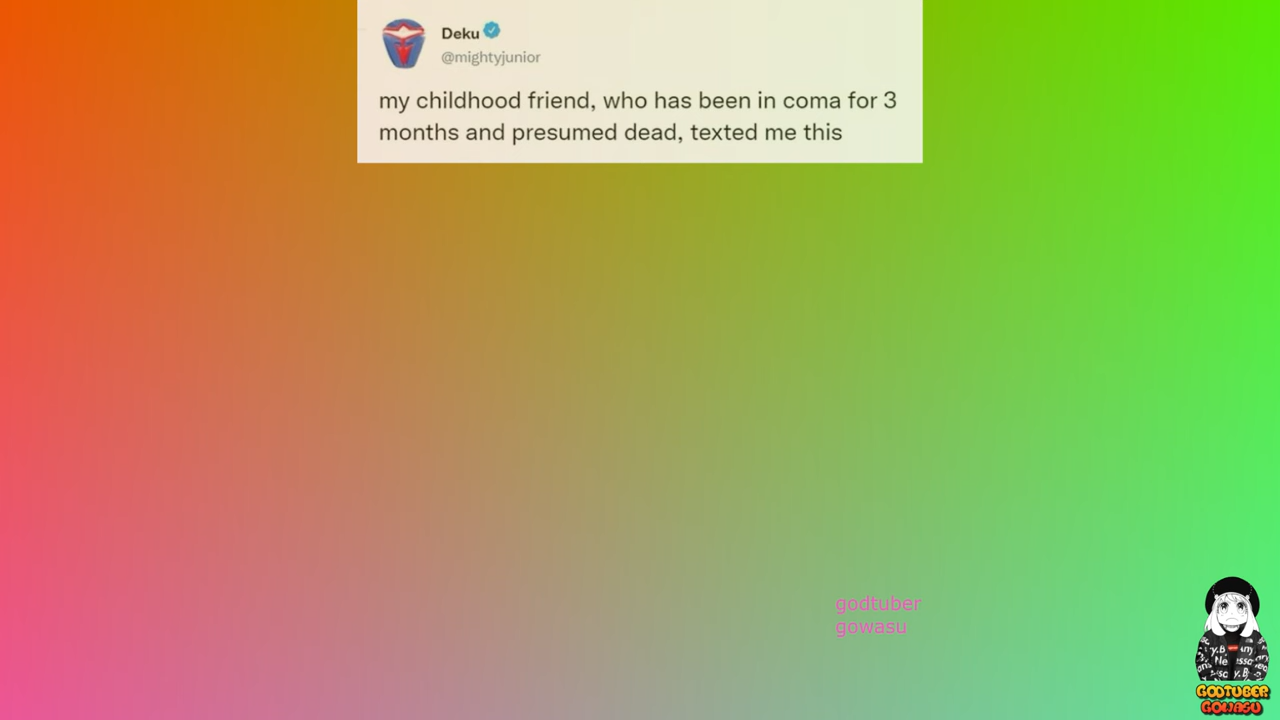 Deku
@mightyjunior
my childhood friend, who has been in coma for 3
months and presumed dead, texted me this
godtuber
gowasu
GODTUBER
GOWASU